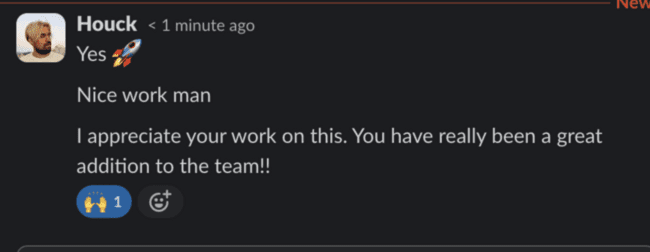 New
Houck < 1 minute ago
Yes 🚀
Nice work man
I appreciate your work on this. You have really been a great
addition to the team!!
🙌 1